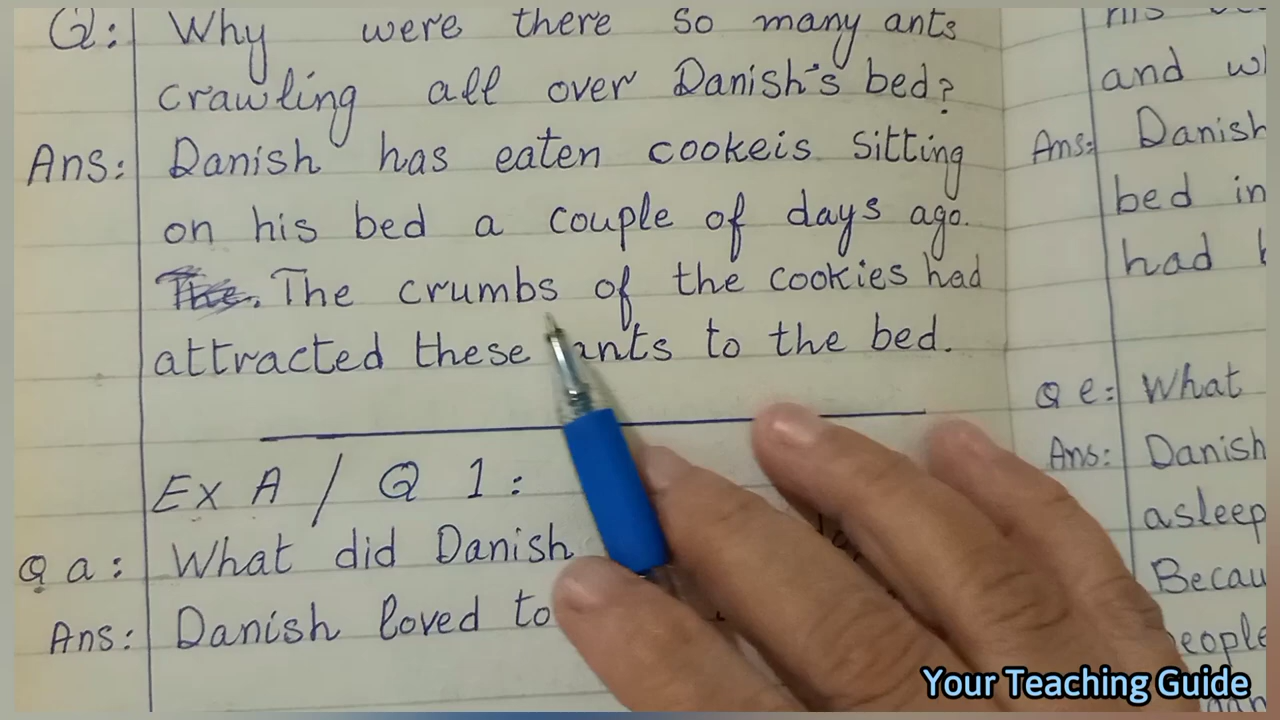 Q: Why were there so many ants
crawling all over Danish's bed?
Ans: Danish has eaten cookeis sitting
on his bed a couple of days ago.
The crumbs of the cookies had
attracted these ants to the bed.
Ex A / Q 1:
Q a: What did Danish
Ans: Danish loved to
his
and
Ans: Danish
bed in
had
Q e: What
Ans: Danish
asleep
Becau
people
Your Teaching Guide